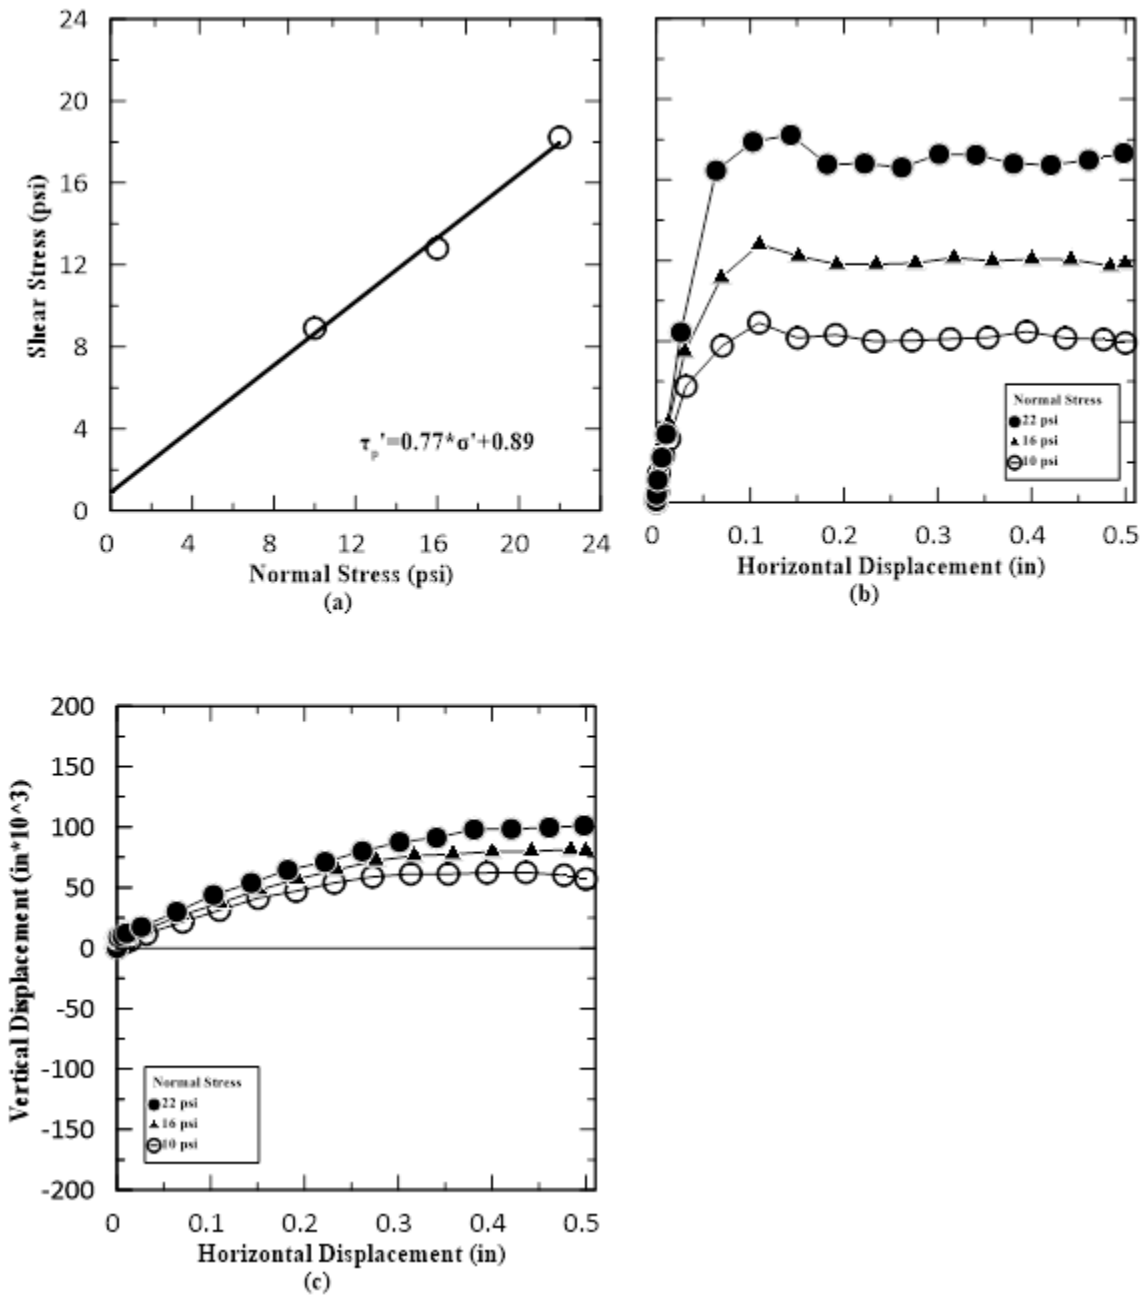 24
20
16
12
8
4
0
Shear Stress (psi)
τp'=0.77*σ'+0.89
0 4 8 12 16 20 24
Normal Stress (psi)
(a)
Normal Stress
22 psi
16 psi
10 psi
0 0.1 0.2 0.3 0.4 0.5
Horizontal Displacement (in)
(b)
200
150
100
50
0
-50
-100
-150
-200
Vertical Displacement (in*10^3)
Normal Stress
22 psi
16 psi
10 psi
0 0.1 0.2 0.3 0.4 0.5
Horizontal Displacement (in)
(c)